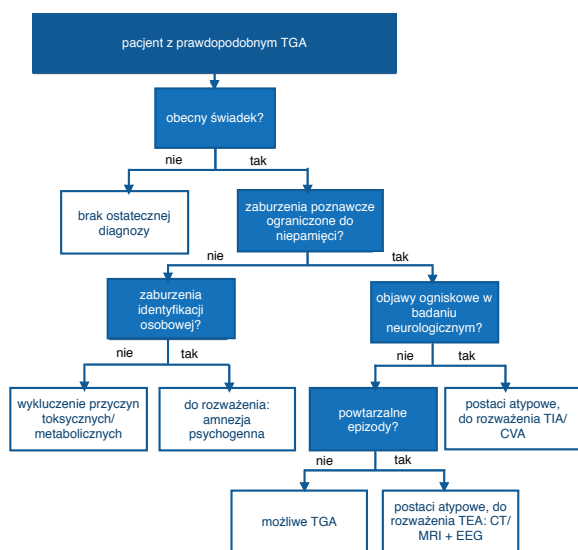 pacjent z prawdopodobnym TGA
obecny świadek?
nie
tak
brak ostatecznej
diagnozy
zaburzenia poznawcze
ograniczone do
niepamięci?
nie
tak
zaburzenia
identyfikacji
osobowej?
objawy ogniskowe w
badaniu
neurologicznym?
nie
tak
nie
tak
wykluczenie przyczyn
toksycznych/
metabolicznych
do rozważenia:
amnezja
psychogenna
powtarzalne
epizody?
postaci atypowe,
do rozważenia TIA/
CVA
nie
tak
możliwe TGA
postaci atypowe, do
rozważenia TEA: CT/
MRI + EEG